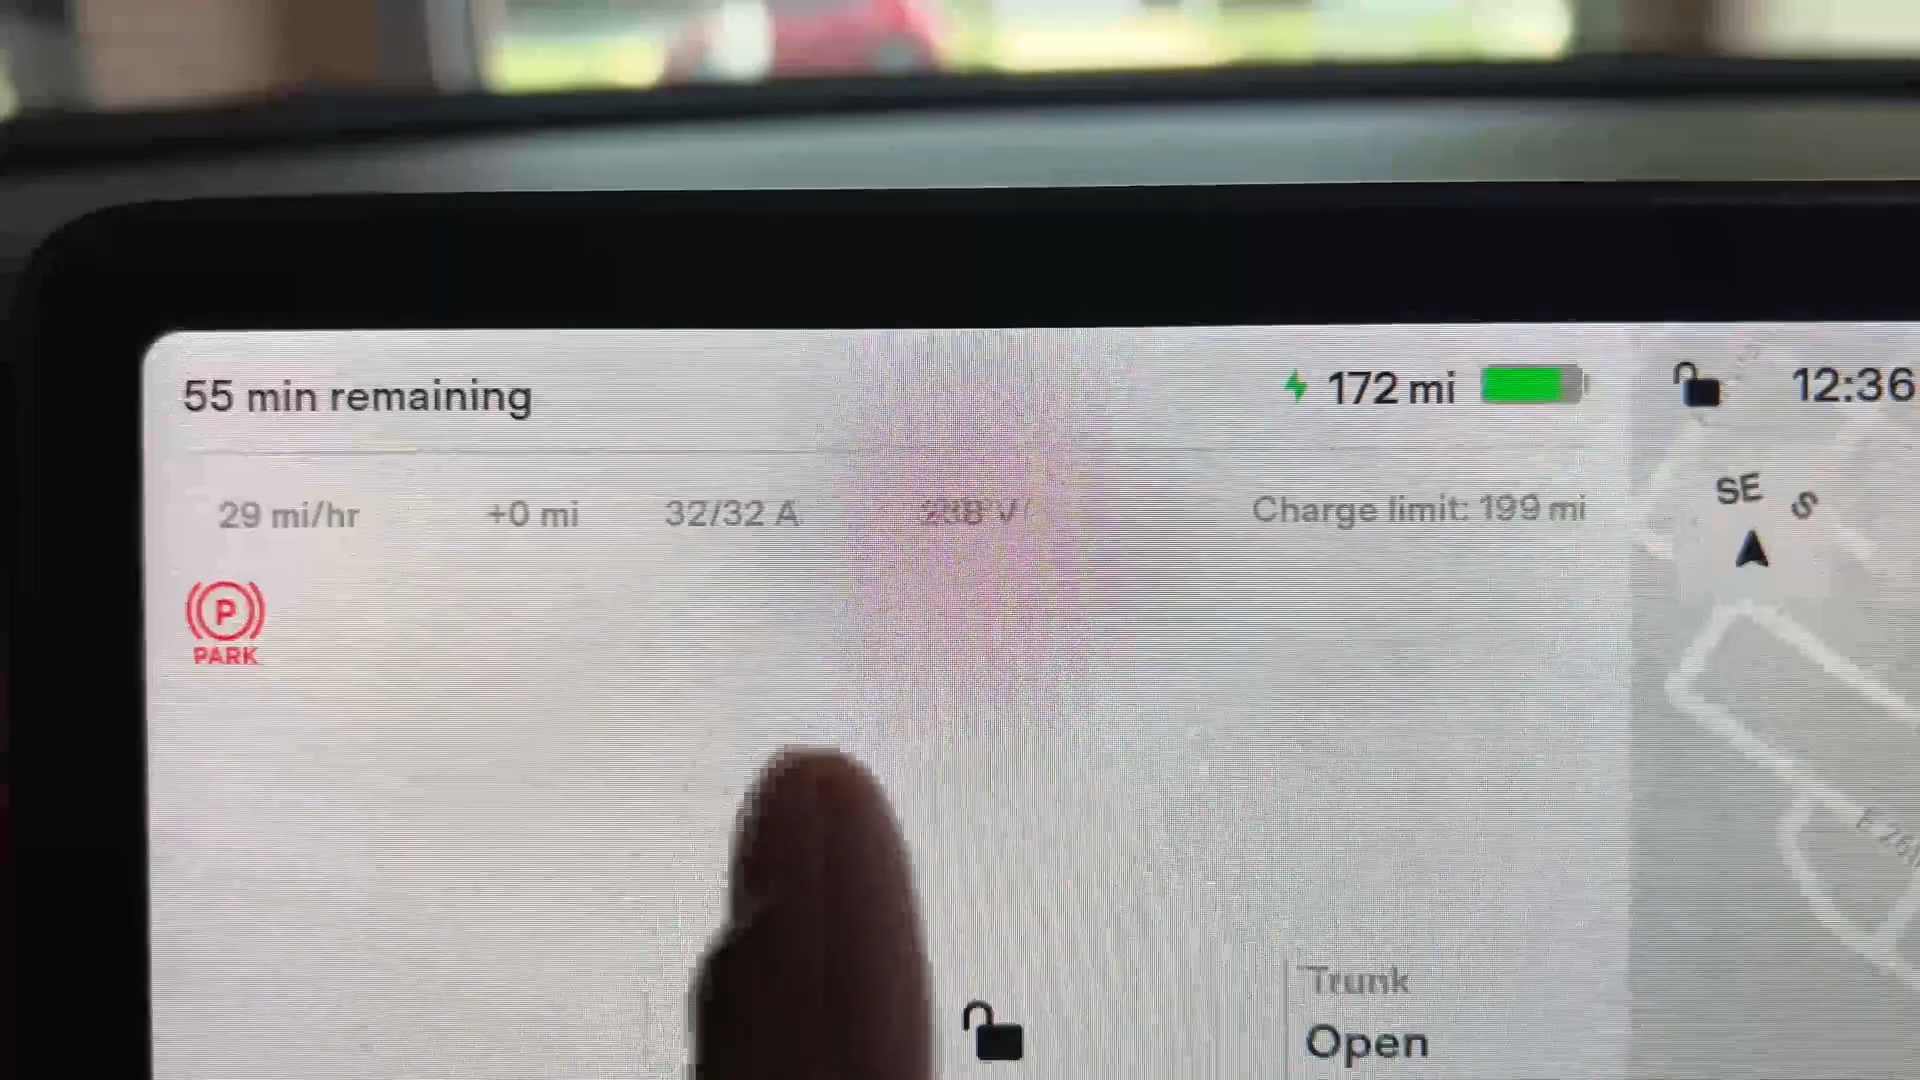 55 min remaining
172 mi
12:36
29 mi/hr
+0 mi
32/32 A
Charge limit: 199 mi
SE
S
P
PARK
Trunk
Open